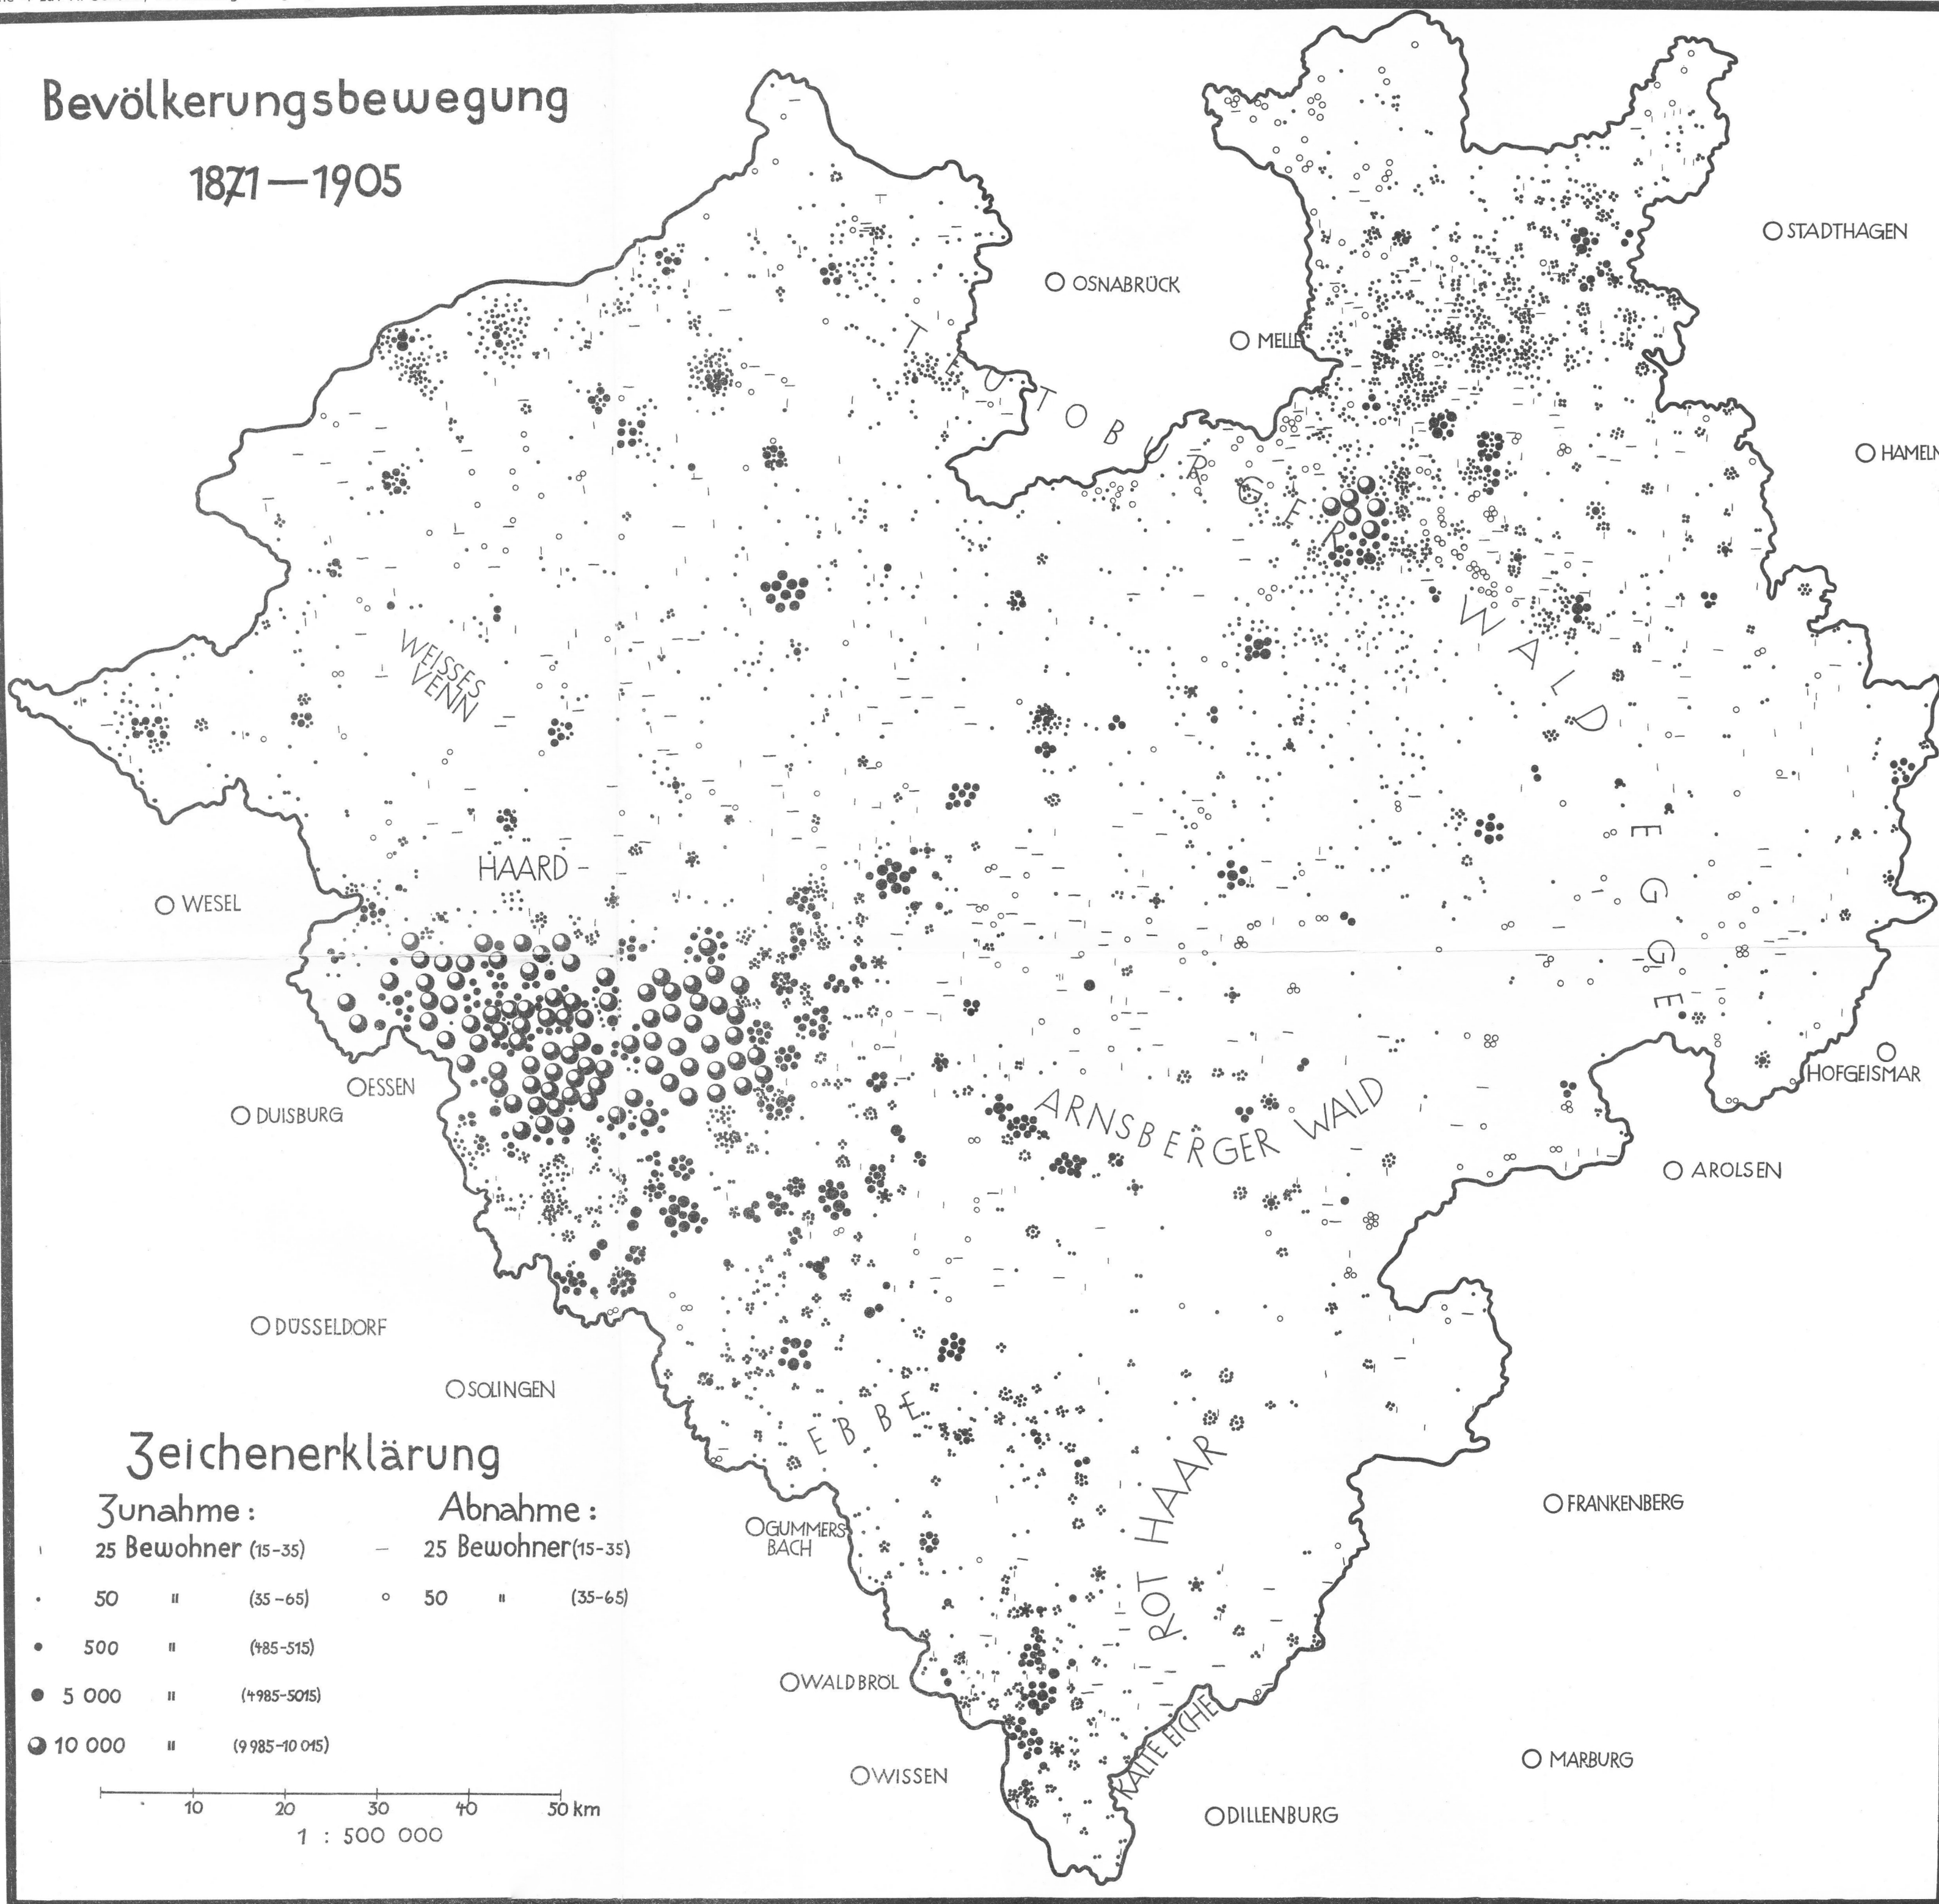 Bevölkerungsbewegung
1871—1905
STADTHAGEN
OSNABRÜCK
MELLE
HAMELN
TEUTOBURGER WALD
WEISSES
VENN
EGGE
HAARD
WESEL
ESSEN
DUISBURG
HOFGEISMAR
ARNSBERGER WALD
AROLSEN
DÜSSELDORF
SOLINGEN
EBBE
ROT HAAR
FRANKENBERG
GUMMERS
BACH
WALDBRÖL
KALTE EICHE
WISSEN
MARBURG
DILLENBURG
Zeichenerklärung
Zunahme: Abnahme:
25 Bewohner (15-35) — 25 Bewohner (15-35)
50 " (35-65) 50 " (35-65)
500 " (485-515)
5 000 " (4985-5015)
10 000 " (9 985-10 015)
10 20 30 40 50 km
1 : 500 000